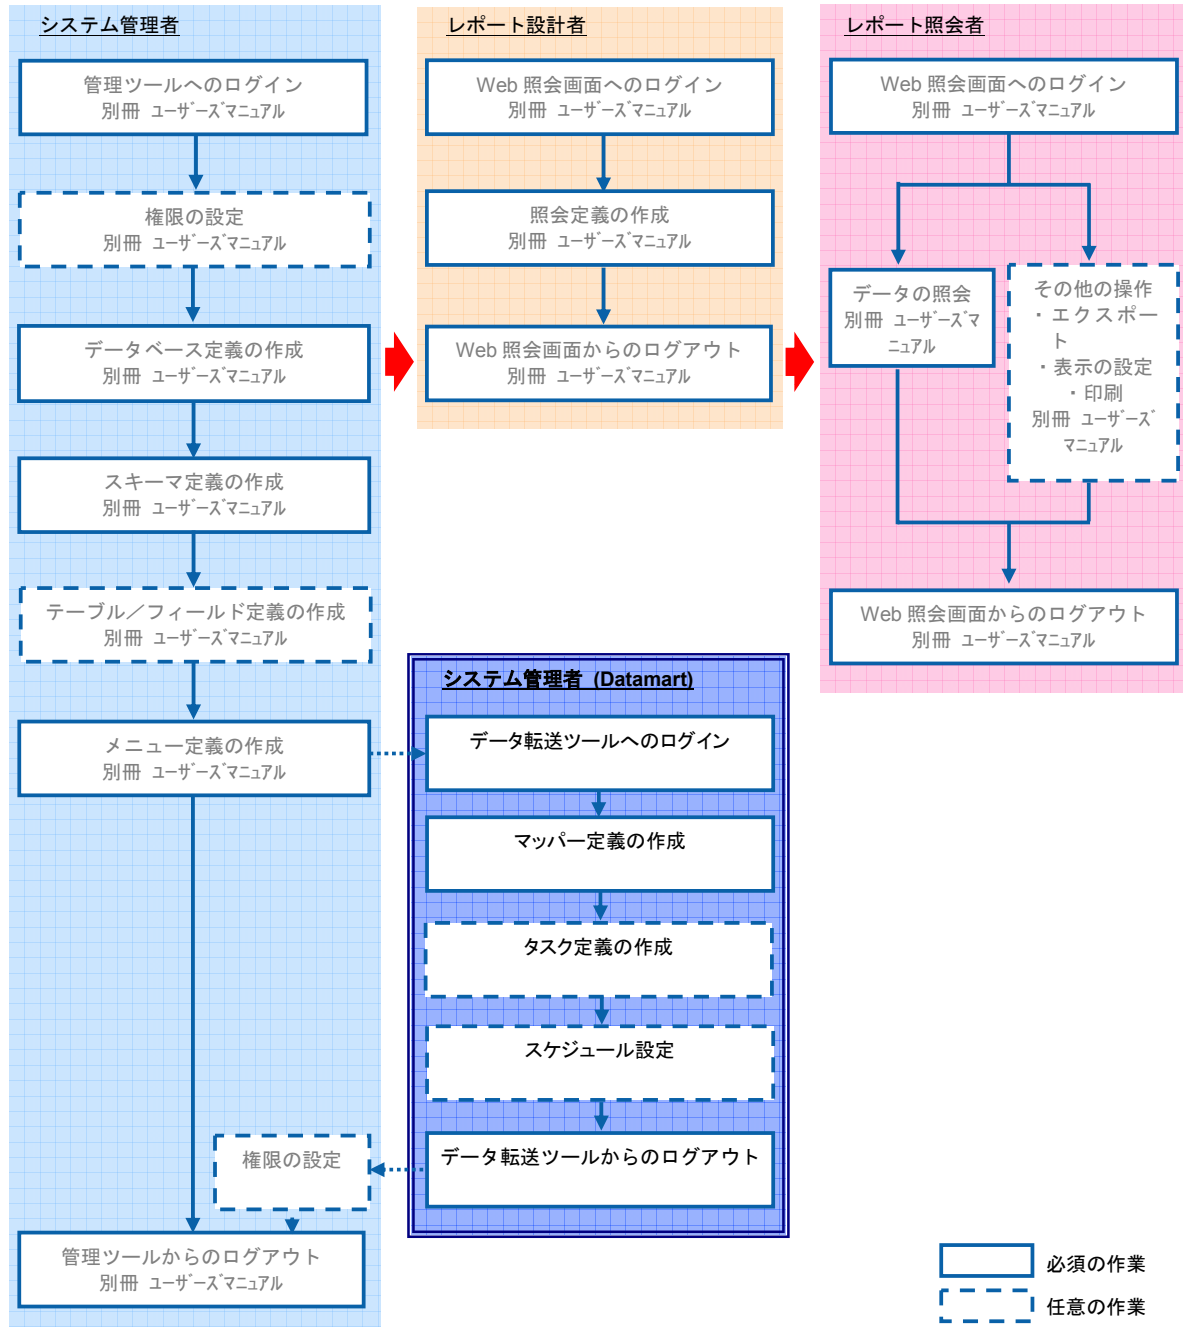 システム管理者
管理ツールへのログイン
別冊 ﾕｰｻﾞｰｽﾞﾏﾆｭｱﾙ
権限の設定
別冊 ﾕｰｻﾞｰｽﾞﾏﾆｭｱﾙ
データベース定義の作成
別冊 ﾕｰｻﾞｰｽﾞﾏﾆｭｱﾙ
スキーマ定義の作成
別冊 ﾕｰｻﾞｰｽﾞﾏﾆｭｱﾙ
テーブル／フィールド定義の作成
別冊 ﾕｰｻﾞｰｽﾞﾏﾆｭｱﾙ
メニュー定義の作成
別冊 ﾕｰｻﾞｰｽﾞﾏﾆｭｱﾙ
権限の設定
管理ツールからのログアウト
別冊 ﾕｰｻﾞｰｽﾞﾏﾆｭｱﾙ
レポート設計者
Web 照会画面へのログイン
別冊 ﾕｰｻﾞｰｽﾞﾏﾆｭｱﾙ
照会定義の作成
別冊 ﾕｰｻﾞｰｽﾞﾏﾆｭｱﾙ
Web 照会画面からのログアウト
別冊 ﾕｰｻﾞｰｽﾞﾏﾆｭｱﾙ
システム管理者 (Datamart)
データ転送ツールへのログイン
マッパー定義の作成
タスク定義の作成
スケジュール設定
データ転送ツールからのログアウト
レポート照会者
Web 照会画面へのログイン
別冊 ﾕｰｻﾞｰｽﾞﾏﾆｭｱﾙ
データの照会
別冊 ﾕｰｻﾞｰｽﾞﾏ
ﾆｭｱﾙ
その他の操作
・エクスポー
ト
・表示の設定
・印刷
別冊 ﾕｰｻﾞｰｽﾞ
ﾏﾆｭｱﾙ
Web 照会画面からのログアウト
別冊 ﾕｰｻﾞｰｽﾞﾏﾆｭｱﾙ
必須の作業
任意の作業